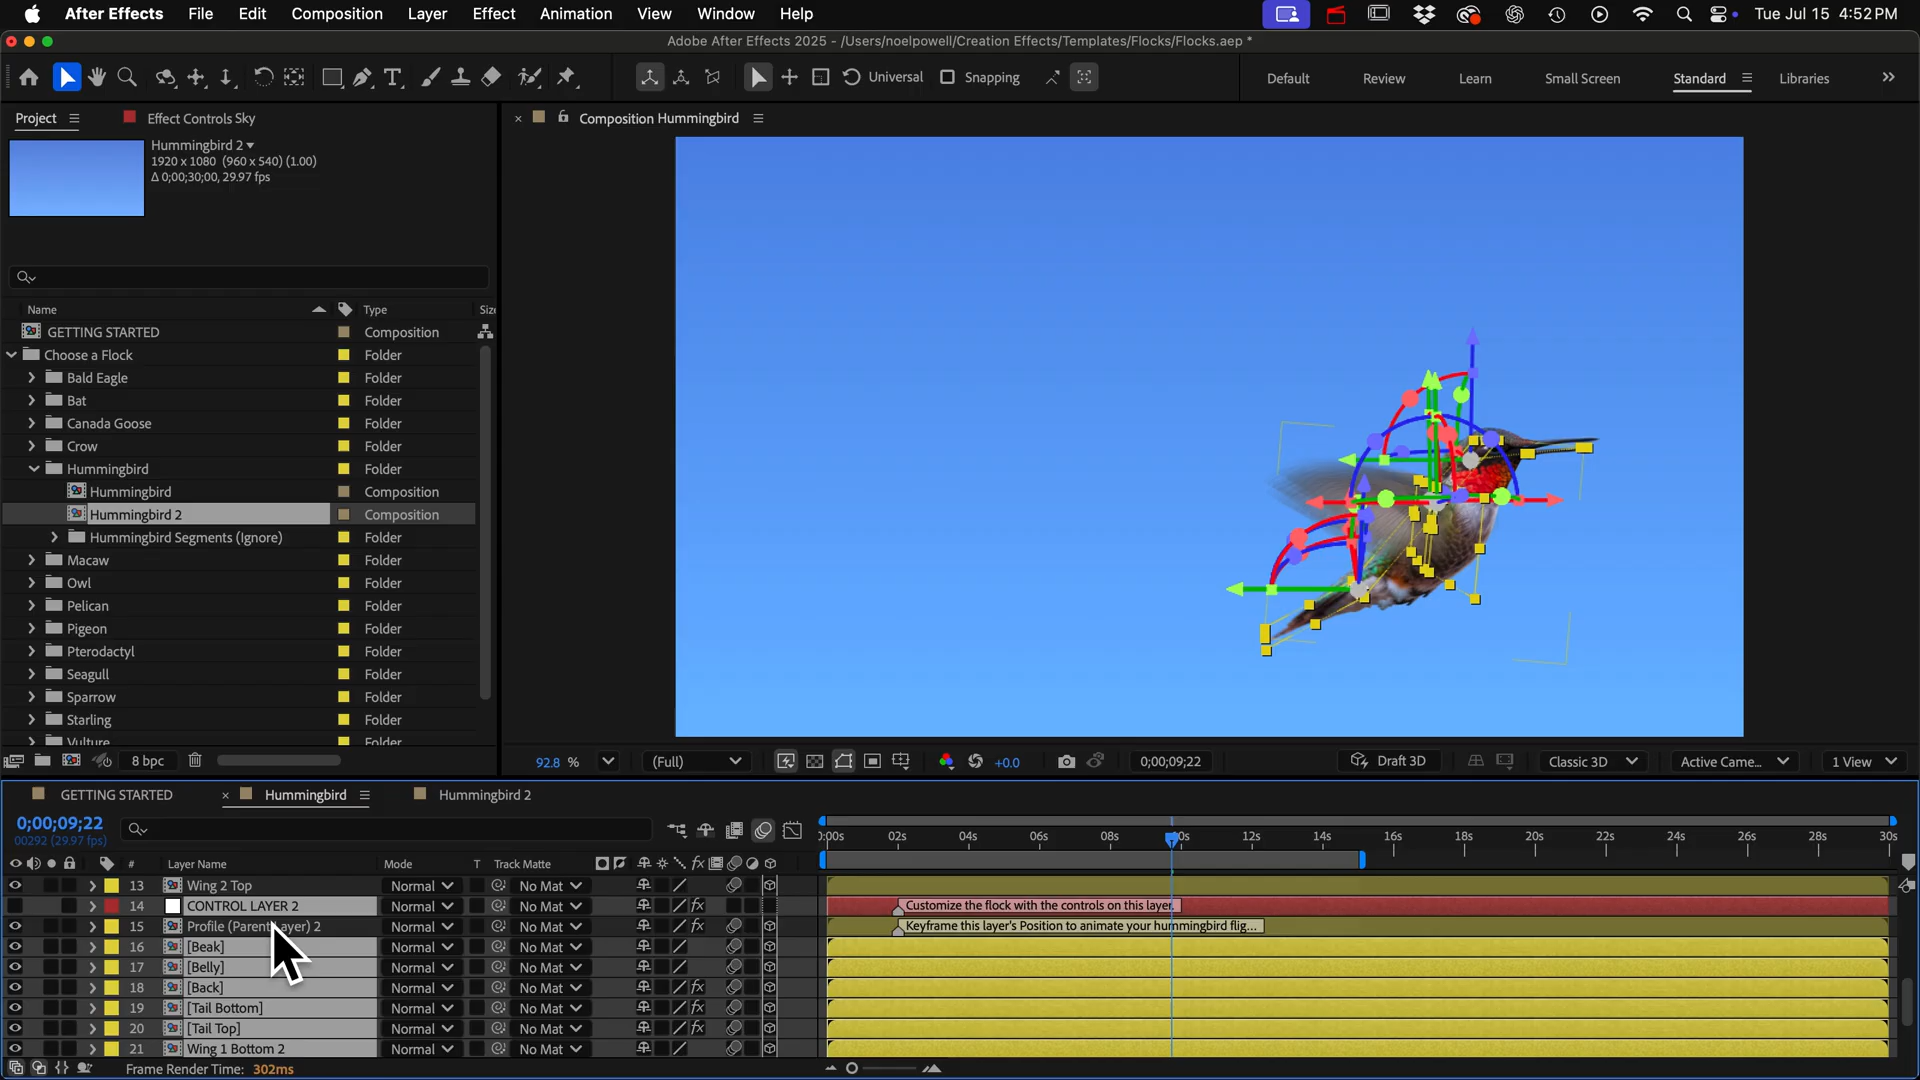 After Effects File Edit Composition Layer Effect Animation View Window Help Tue Jul 15 4:52 PM
Adobe After Effects 2025 - /Users/noelpowell/Creation Effects/Templates/Flocks/Flocks.aep *
Universal Snapping Default Review Learn Small Screen Standard Libraries
Project Effect Controls Sky
Composition Hummingbird
Hummingbird 2
1920 x 1080 (960 x 540) (1.00)
Δ 0;00;30;00, 29.97 fps
Name Type Size
GETTING STARTED Composition
Choose a Flock Folder
Bald Eagle Folder
Bat Folder
Canada Goose Folder
Crow Folder
Hummingbird Folder
Hummingbird Composition
Hummingbird 2 Composition
Hummingbird Segments (Ignore) Folder
Macaw Folder
Owl Folder
Pelican Folder
Pigeon Folder
Pterodactyl Folder
Seagull Folder
Sparrow Folder
Starling Folder
Vulture Folder
8 bpc
92.8 % (Full) +0.0 0;00;09;22 Draft 3D Classic 3D Active Came... 1 View
GETTING STARTED Hummingbird Hummingbird 2
0;00;09;22
00292 (29.97 fps)
0:00s 02s 04s 06s 08s 12s 14s 16s 18s 20s 22s 24s 26s 28s 30s
# Layer Name Mode T Track Matte
13 Wing 2 Top Normal No Mat
14 CONTROL LAYER 2 Normal No Mat Customize the flock with the controls on this layer.
15 Profile (Parent Layer) 2 Normal No Mat Keyframe this layer's Position to animate your hummingbird flig...
16 [Beak] Normal No Mat
17 [Belly] Normal No Mat
18 [Back] Normal No Mat
19 [Tail Bottom] Normal No Mat
20 [Tail Top] Normal No Mat
21 Wing 1 Bottom 2 Normal No Mat
Frame Render Time: 302ms